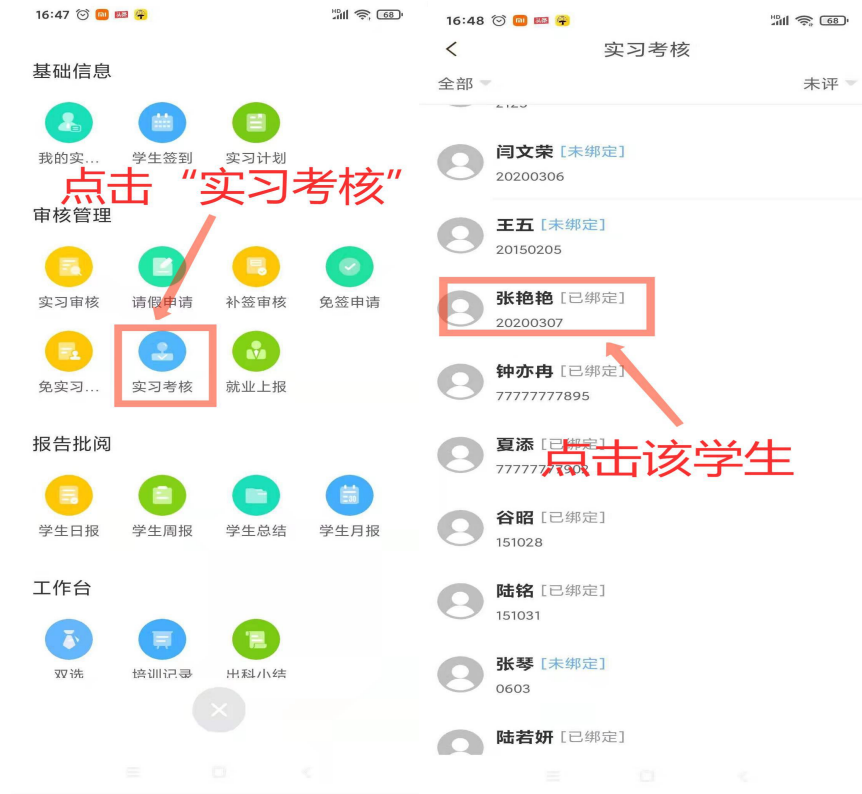 16:47
68
基础信息
我的实...
学生签到
实习计划
点击“实习考核”
审核管理
实习审核
请假申请
补签审核
免签申请
免实习...
实习考核
就业上报
报告批阅
学生日报
学生周报
学生总结
学生月报
工作台
双选
培训记录
出科小结
16:48
68
实习考核
全部
未评
2123
闫文荣 [未绑定]
20200306
王五 [未绑定]
20150205
张艳艳 [已绑定]
20200307
钟亦冉 [已绑定]
77777777895
夏添 [已绑定]
77777777902
点击该学生
谷昭 [已绑定]
151028
陆铭 [已绑定]
151031
张琴 [未绑定]
0603
陆若妍 [已绑定]